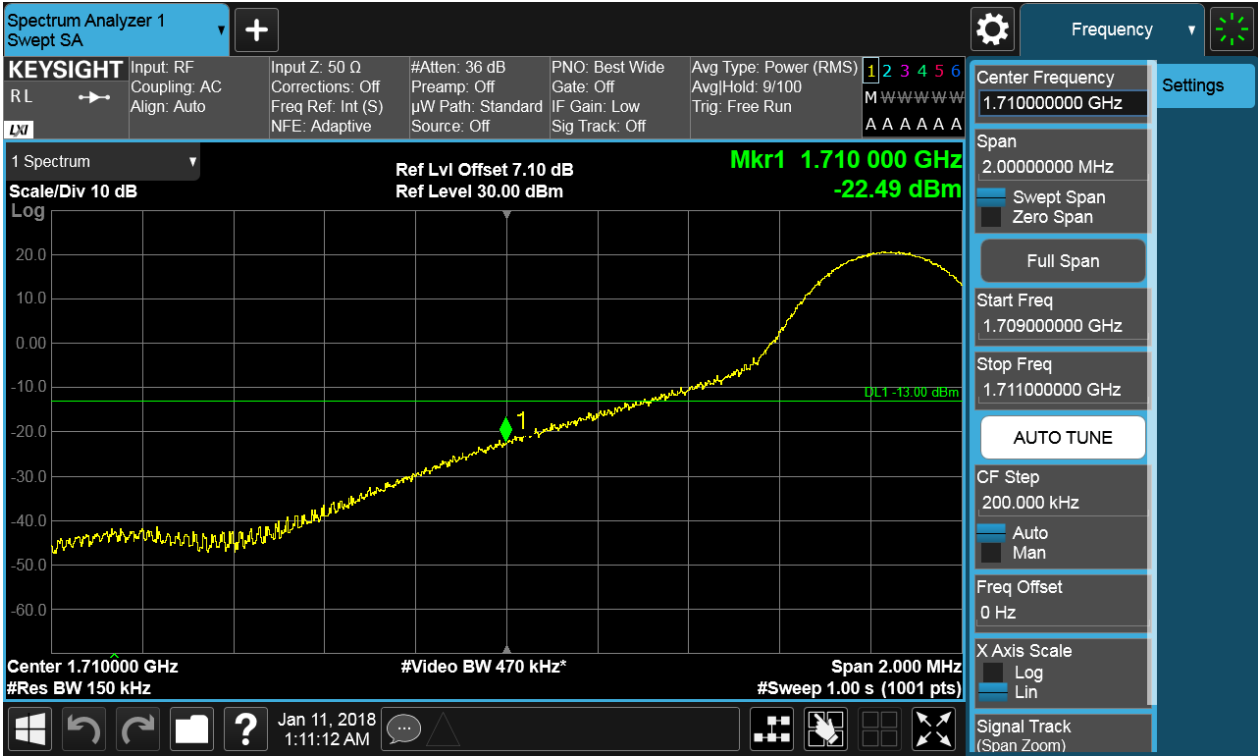 Spectrum Analyzer 1
Swept SA
+
Frequency
KEYSIGHT
R L
LXI
Input: RF
Coupling: AC
Align: Auto
Input Z: 50 Ω
Corrections: Off
Freq Ref: Int (S)
NFE: Adaptive
#Atten: 36 dB
Preamp: Off
µW Path: Standard
Source: Off
PNO: Best Wide
Gate: Off
IF Gain: Low
Sig Track: Off
Avg Type: Power (RMS)
Avg|Hold: 9/100
Trig: Free Run
1 2 3 4 5 6
M W W W W W
A A A A A A
1 Spectrum
Scale/Div 10 dB
Log
Ref Lvl Offset 7.10 dB
Ref Level 30.00 dBm
Mkr1 1.710 000 GHz
-22.49 dBm
20.0
10.0
0.00
-10.0
DL1 -13.00 dBm
1
-20.0
-30.0
-40.0
-50.0
-60.0
Center 1.710000 GHz
#Video BW 470 kHz*
Span 2.000 MHz
#Res BW 150 kHz
#Sweep 1.00 s (1001 pts)
Center Frequency
1.710000000 GHz
Span
2.00000000 MHz
Swept Span
Zero Span
Full Span
Start Freq
1.709000000 GHz
Stop Freq
1.711000000 GHz
AUTO TUNE
CF Step
200.000 kHz
Auto
Man
Freq Offset
0 Hz
X Axis Scale
Log
Lin
Signal Track
(Span Zoom)
Settings
?
Jan 11, 2018
1:11:12 AM